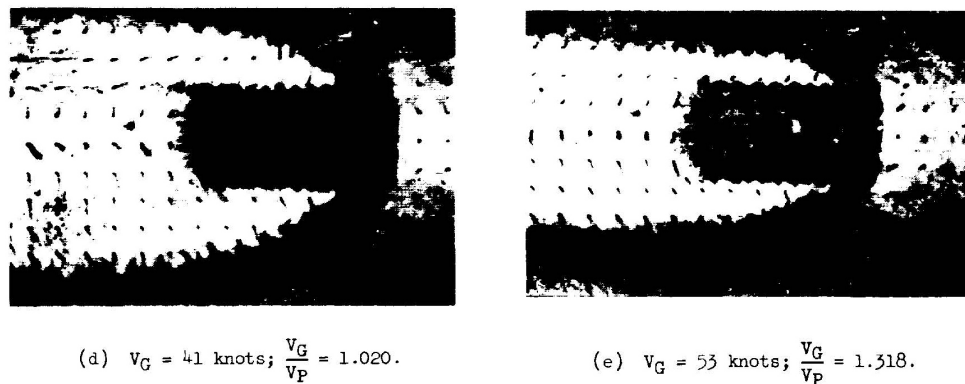 (d) V_G = 41 knots; V_G/V_P = 1.020.
(e) V_G = 53 knots; V_G/V_P = 1.318.